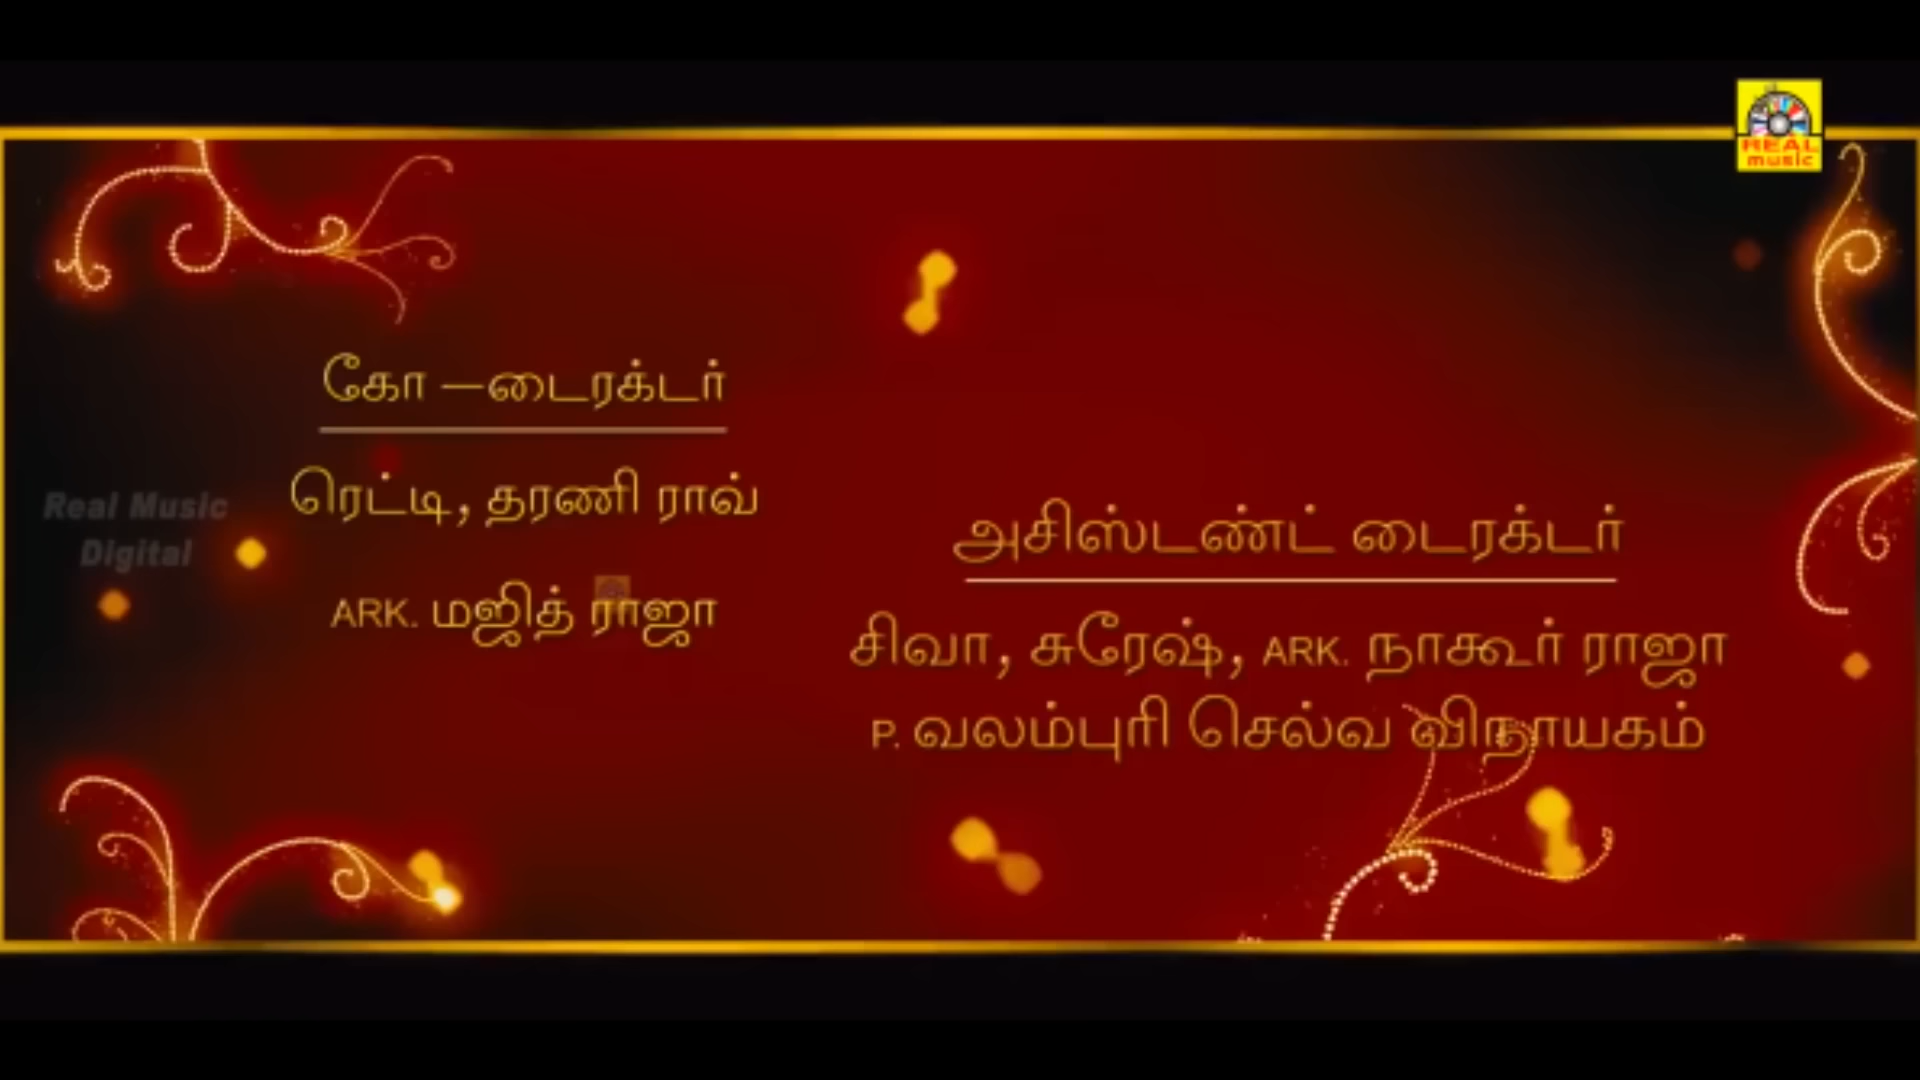 REAL
music
கோ –டைரக்டர்
ரெட்டி, தரணி ராவ்
ARK. மஜித் ராஜா
Real Music
Digital
அசிஸ்டண்ட் டைரக்டர்
சிவா, சுரேஷ், ARK. நாகூர் ராஜா
P. வலம்புரி செல்வ விநாயகம்